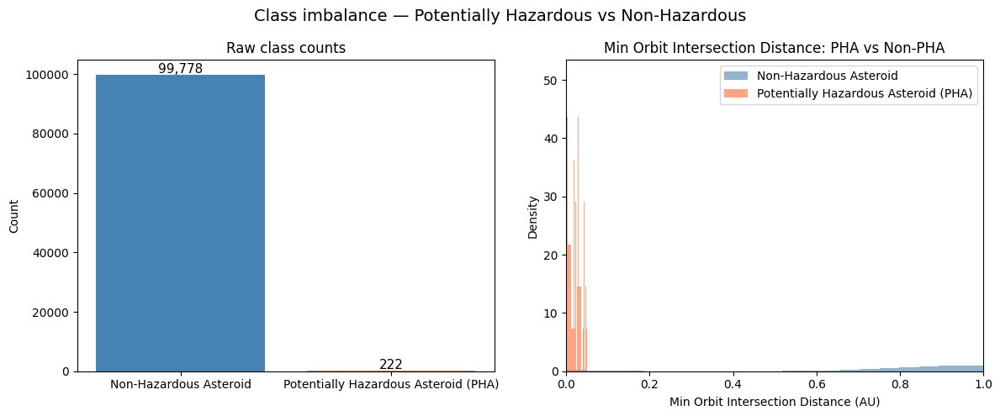 Class imbalance — Potentially Hazardous vs Non-Hazardous
Raw class counts
99,778
222
100000
80000
60000
40000
20000
0
Count
Non-Hazardous Asteroid
Potentially Hazardous Asteroid (PHA)
Min Orbit Intersection Distance: PHA vs Non-PHA
Non-Hazardous Asteroid
Potentially Hazardous Asteroid (PHA)
50
40
30
20
10
0
Density
0.0
0.2
0.4
0.6
0.8
1.0
Min Orbit Intersection Distance (AU)